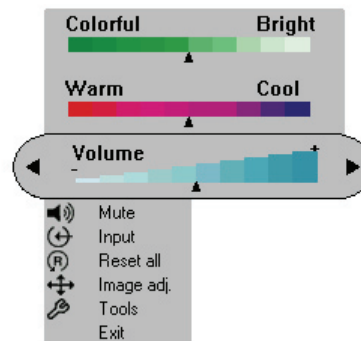 Colorful Bright
Warm Cool
Volume
- +
Mute
Input
Reset all
Image adj.
Tools
Exit